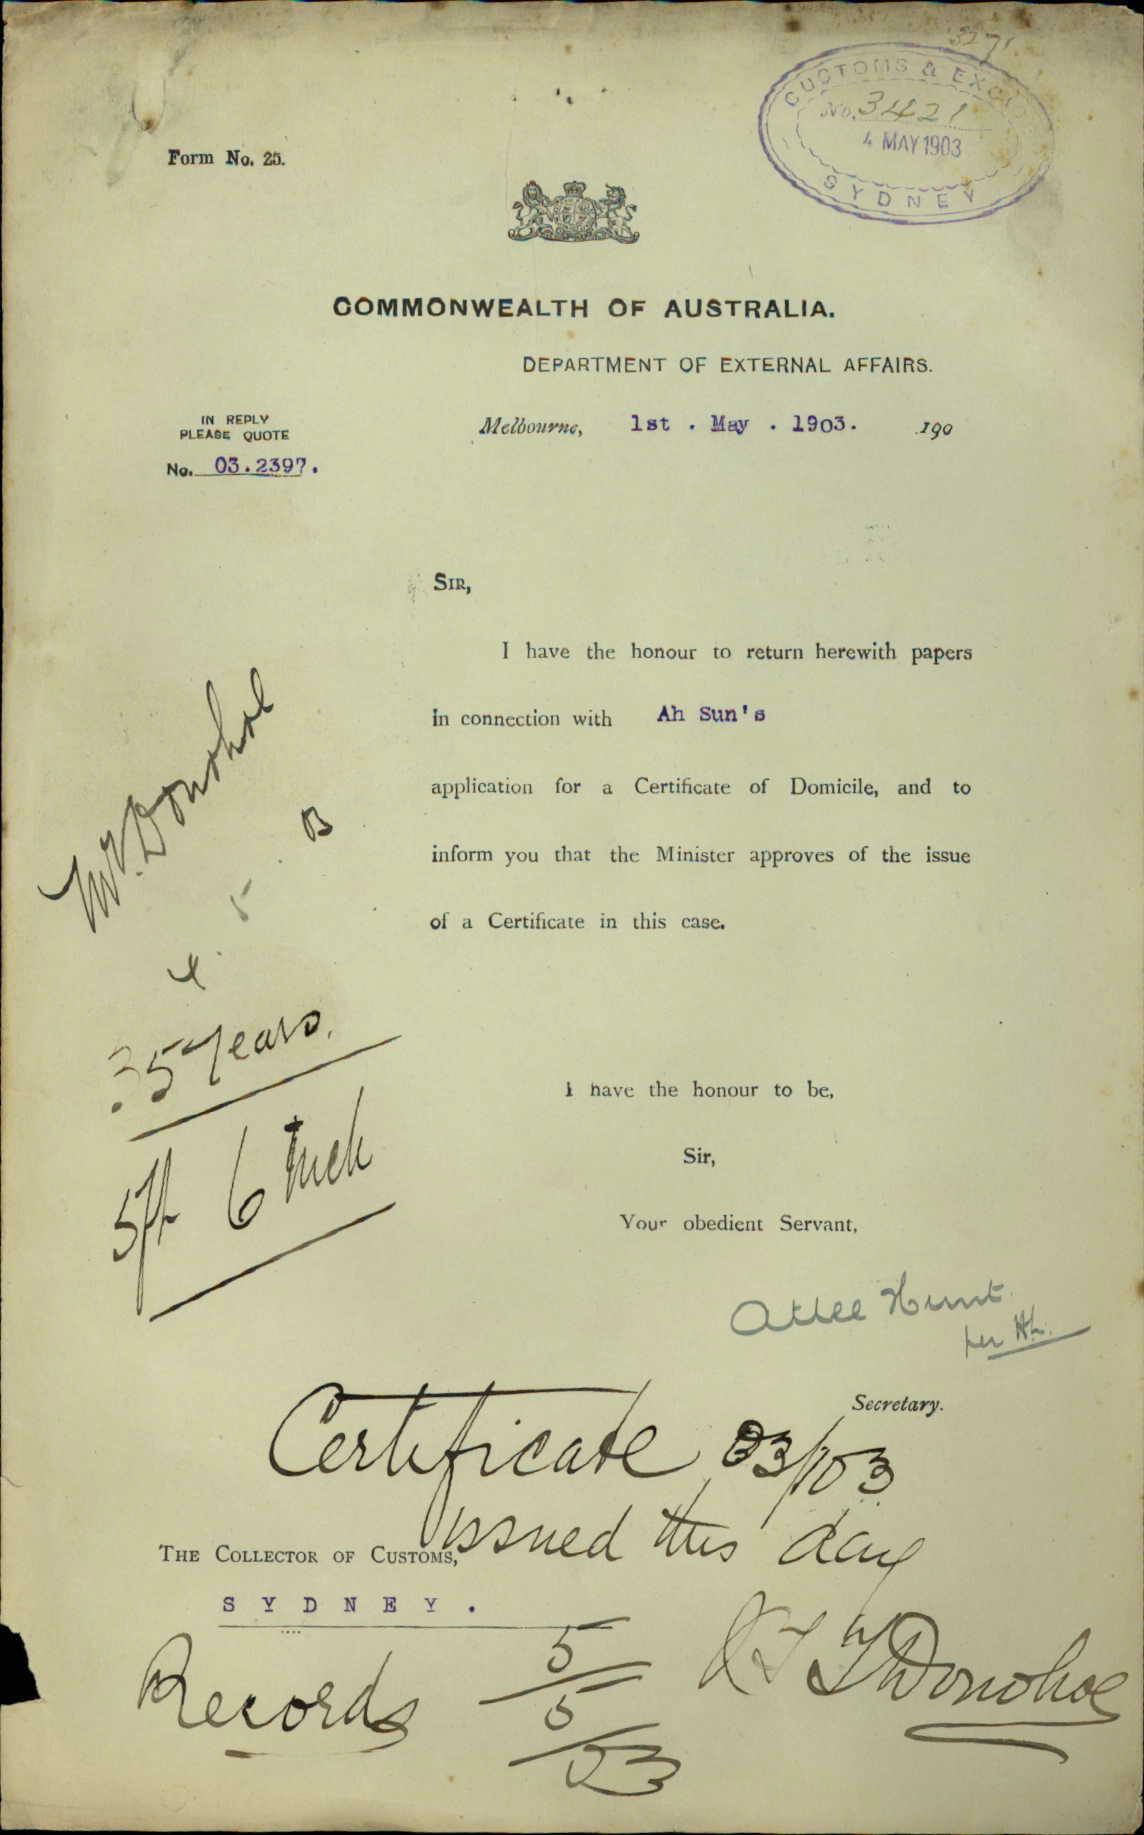 CUSTOMS & EXCISE
No. 3421
4 MAY 1903
SYDNEY
Form No. 25.
COMMONWEALTH OF AUSTRALIA.
DEPARTMENT OF EXTERNAL AFFAIRS.
IN REPLY
PLEASE QUOTE
No. 03.2397.
Melbourne, 1st. May. 1903. 190
SIR,
I have the honour to return herewith papers
in connection with Ah Sun's
application for a Certificate of Domicile, and to
inform you that the Minister approves of the issue
of a Certificate in this case.
Mr. Donohoe
4. 5
35 Years.
5ft 6 Inch
I have the honour to be,
Sir,
Your obedient Servant,
Atlee Hunt
per
Secretary.
Certificate 03/103
issued this day
THE COLLECTOR OF CUSTOMS,
SYDNEY.
Records
5/5/03
Donohoe